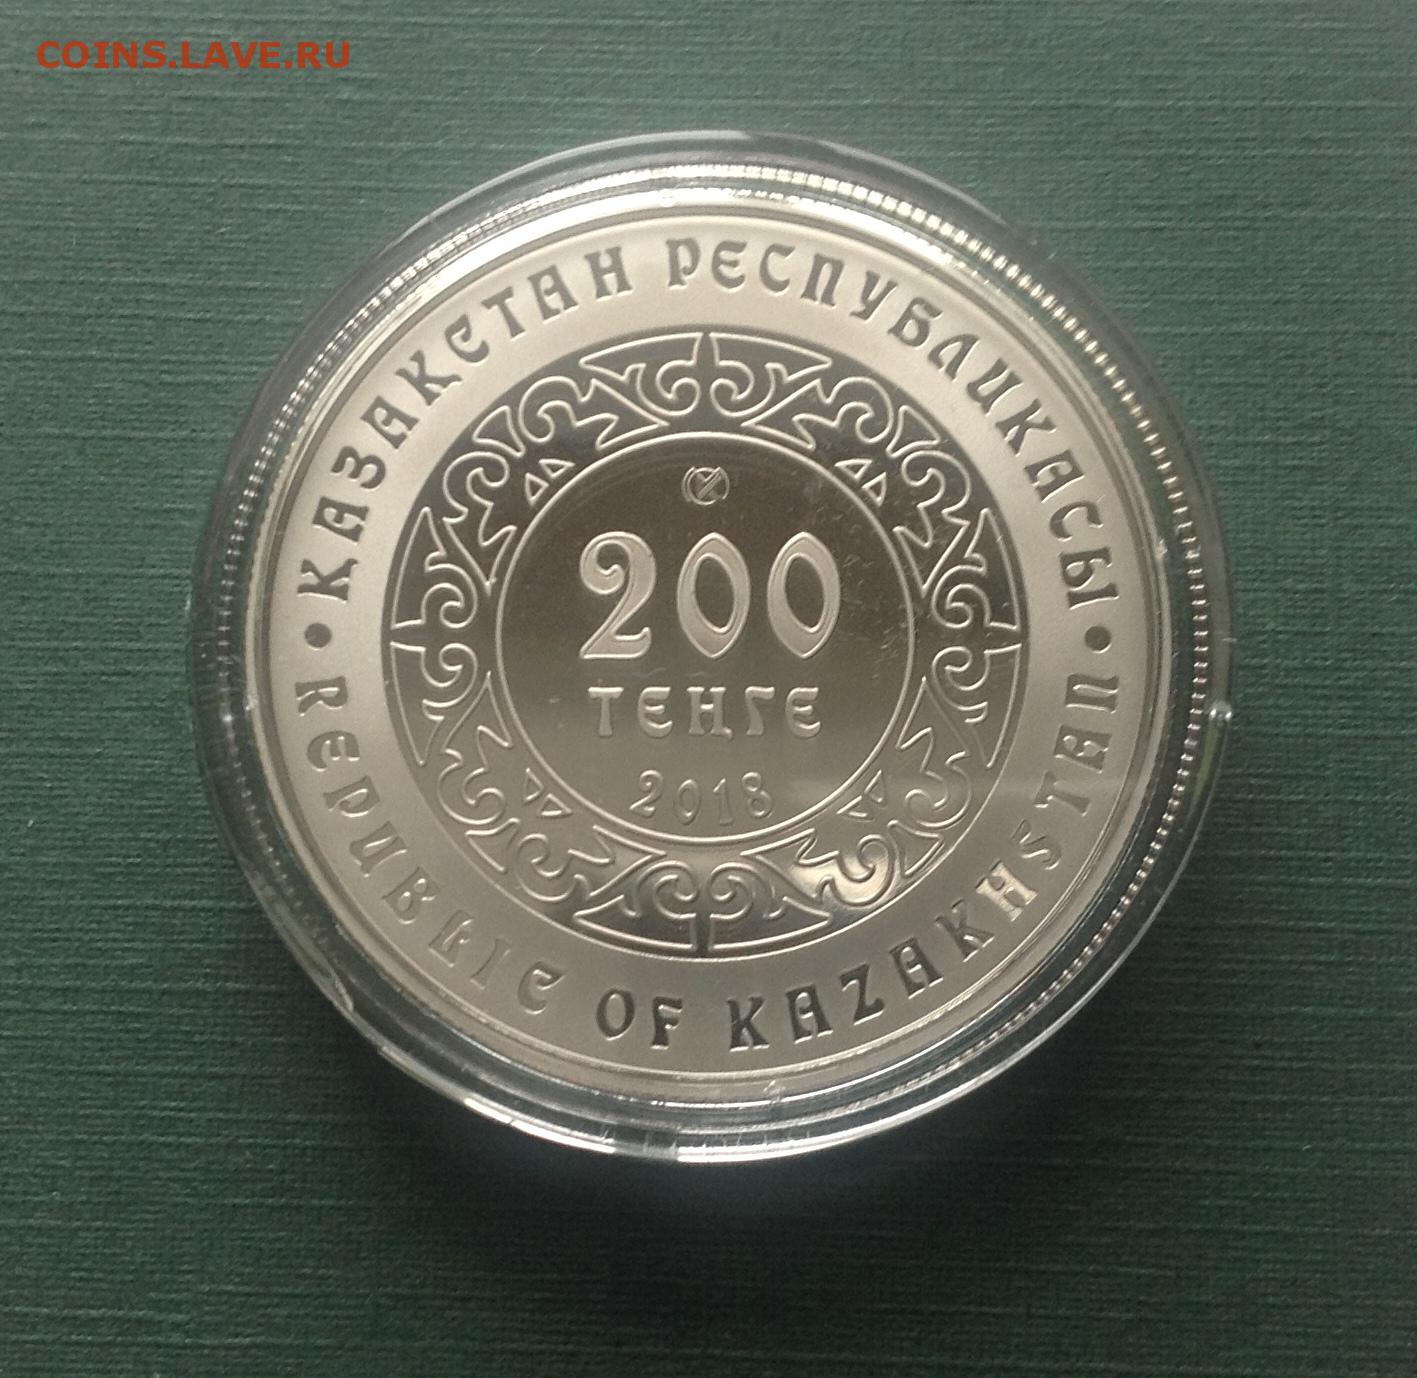 COINS.LAVE.RU
ҚАЗАҚСТАН РЕСПУБЛИКАСЫ
200
ТЕҢГЕ
2018
REPUBLIC OF KAZAKHSTAN